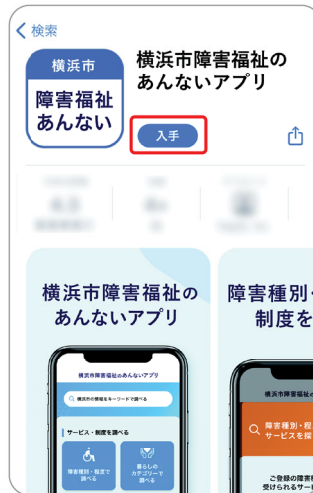 検索
横浜市
障害福祉
あんない
横浜市障害福祉の
あんないアプリ
入手
横浜市障害福祉の
あんないアプリ
横浜市障害福祉のあんないアプリ
横浜市の情報をキーワードで調べる
サービス・制度を調べる
障害種別・程度で
調べる
暮らしの
カテゴリーで
調べる
障害種別・
制度を
横浜市障害福祉の
障害種別・程
サービスを探
ご登録の障害種
受けられるサー